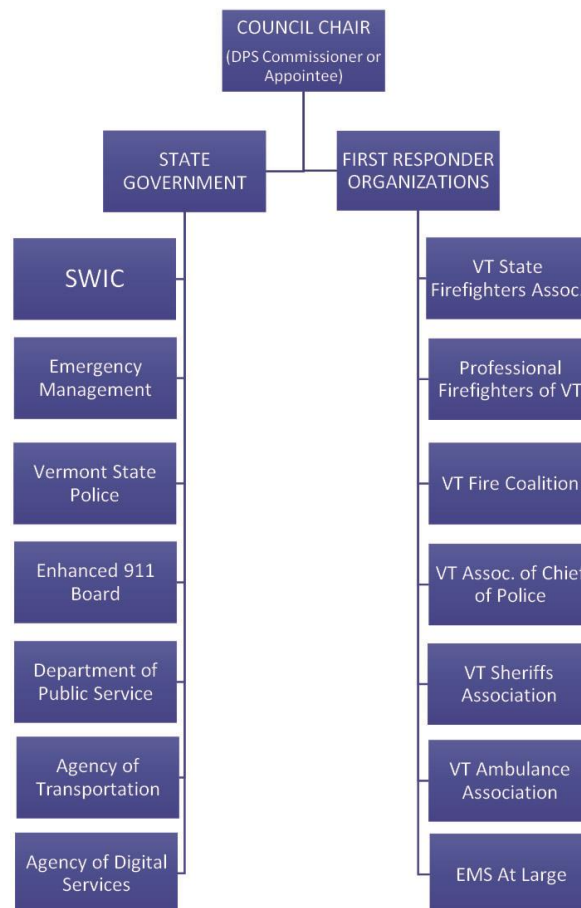 COUNCIL CHAIR
(DPS Commissioner or
Appointee)
STATE
GOVERNMENT
FIRST RESPONDER
ORGANIZATIONS
SWIC
Emergency
Management
Vermont State
Police
Enhanced 911
Board
Department of
Public Service
Agency of
Transportation
Agency of Digital
Services
VT State
Firefighters Assoc.
Professional
Firefighters of VT
VT Fire Coalition
VT Assoc. of Chief
of Police
VT Sheriffs
Association
VT Ambulance
Association
EMS At Large